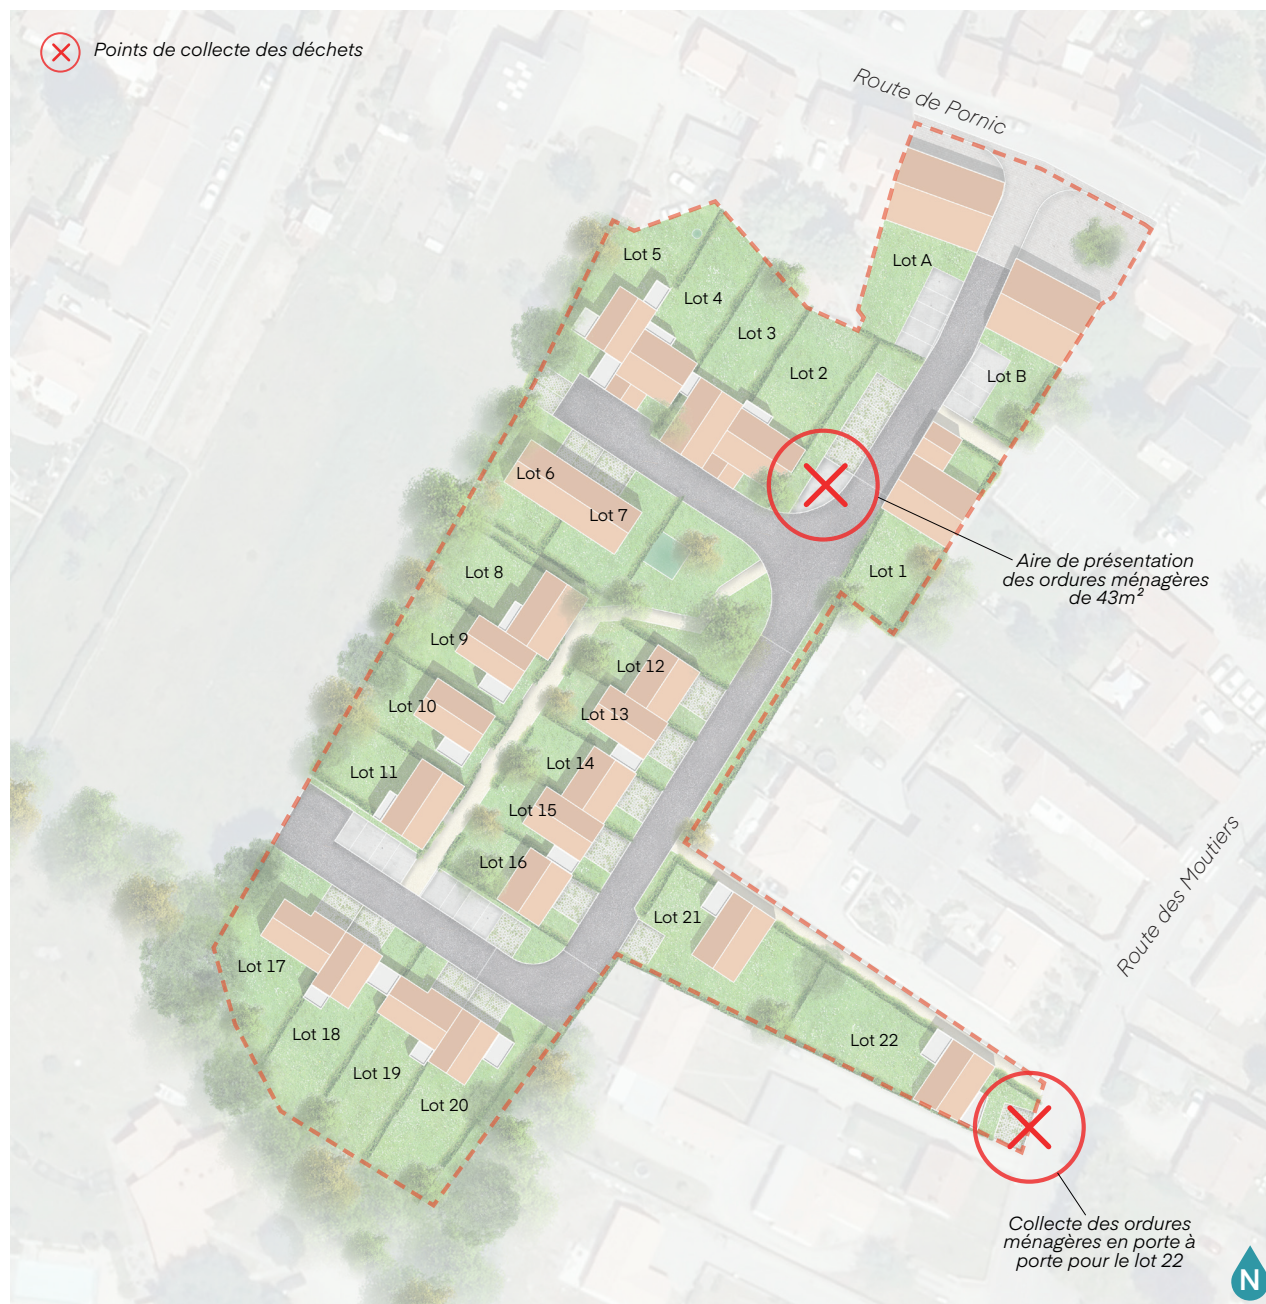 Points de collecte des déchets
Route de Pornic
Lot 5
Lot A
Lot 4
Lot 3
Lot 2
Lot B
Lot 6
Lot 7
Aire de présentation
des ordures ménagères
de 43m²
Lot 1
Lot 8
Lot 9
Lot 12
Lot 10
Lot 13
Lot 14
Lot 11
Lot 15
Lot 16
Route des Moutiers
Lot 21
Lot 17
Lot 18
Lot 22
Lot 19
Lot 20
Collecte des ordures
ménagères en porte à
porte pour le lot 22
N